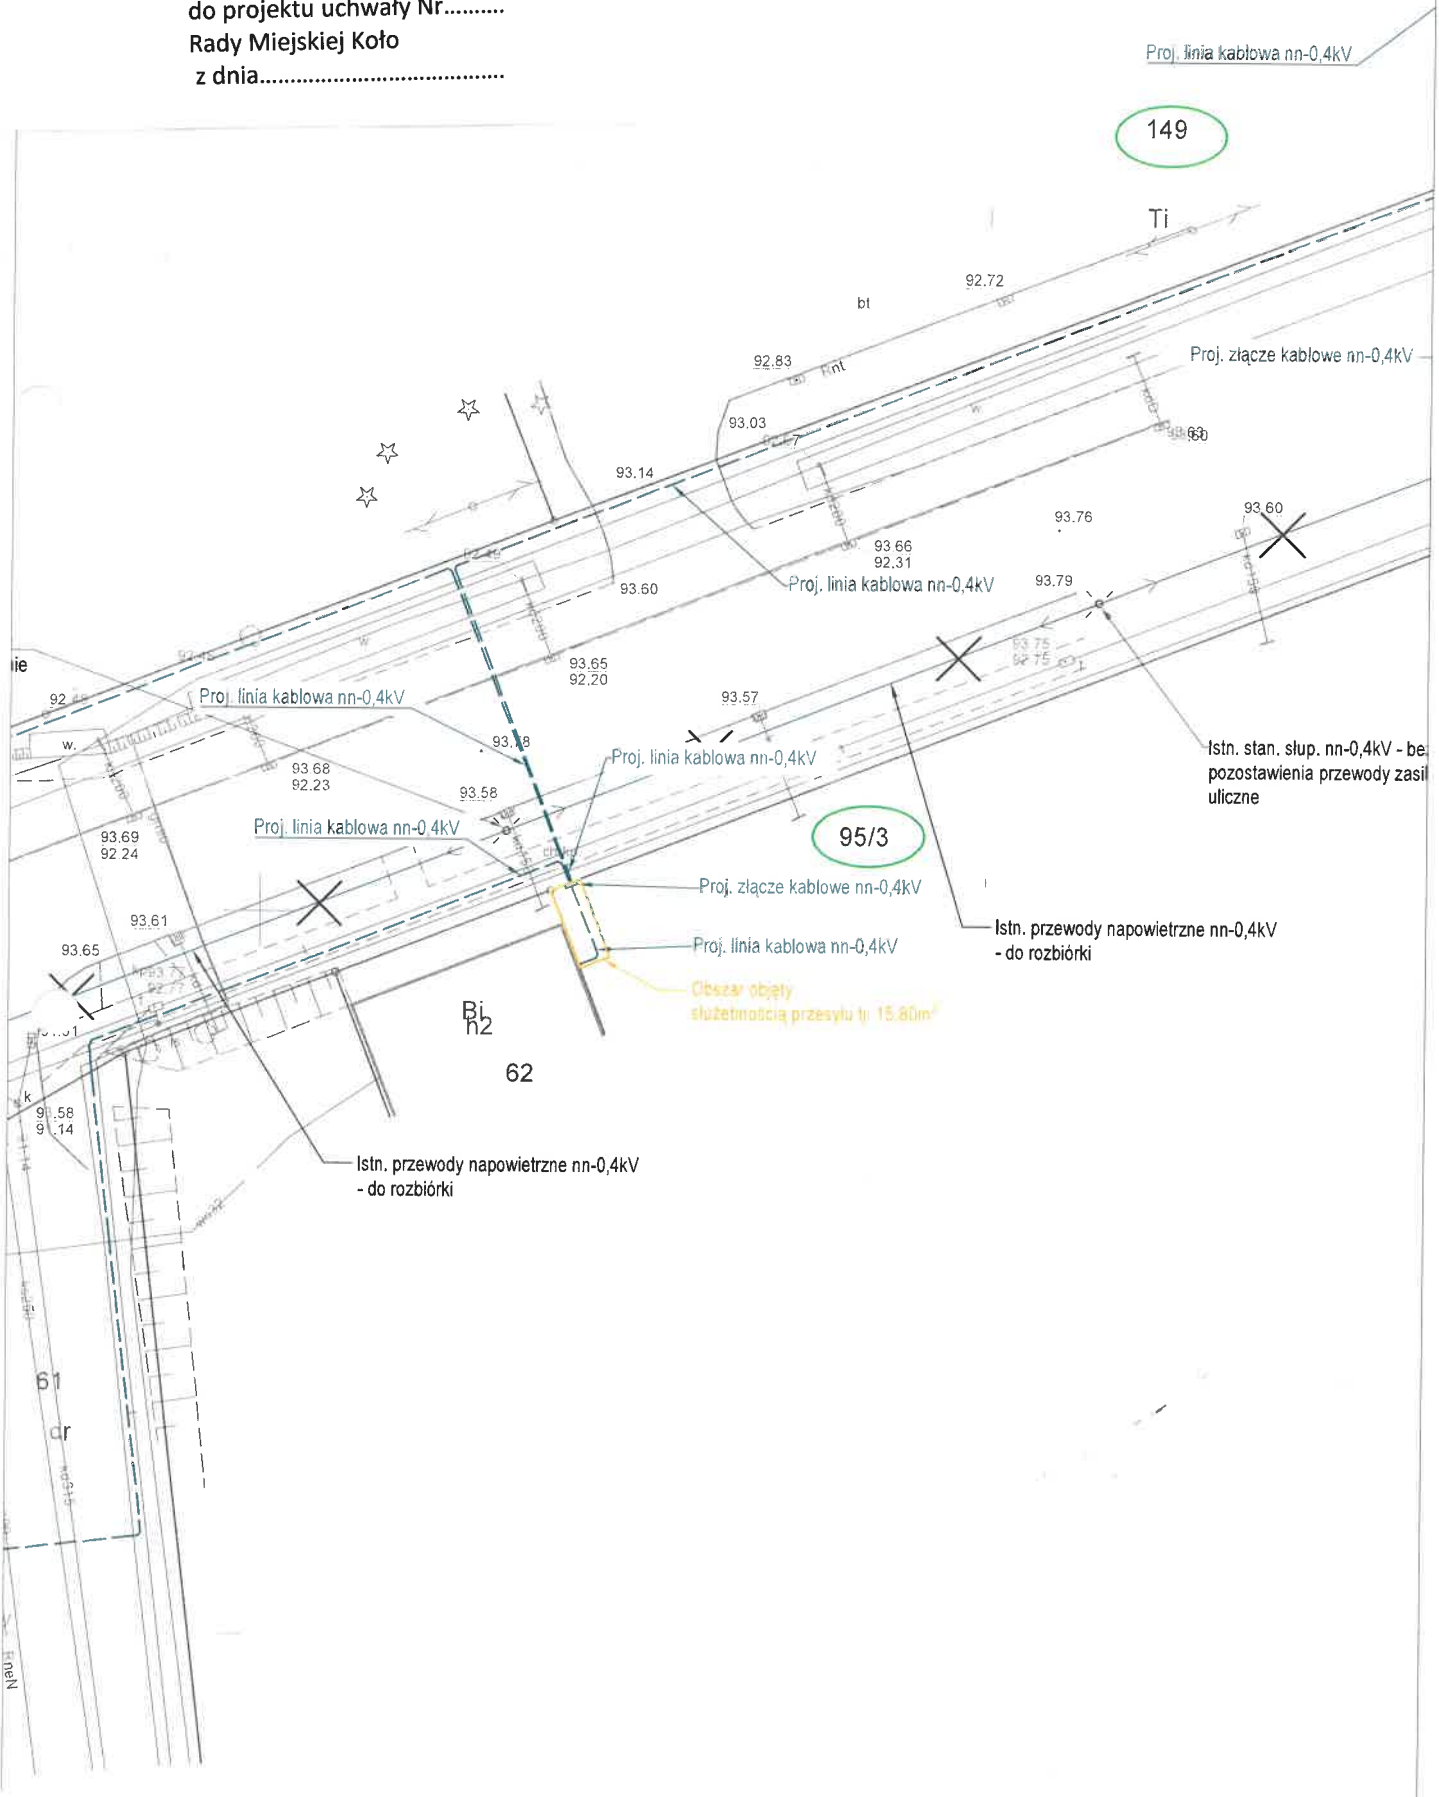 do projektu uchwały Nr..........
Rady Miejskiej Koło
z dnia.........................................
Proj. linia kablowa nn-0,4kV
149
Ti
92.72
bt
92.83
Rnt
Proj. złącze kablowe nn-0,4kV
93.03
w
93.14
93.60
93.76
93.66
92.31
93.79
Proj. linia kablowa nn-0,4kV
93.60
w
93.75
92.75
93.65
92.20
nie
Proj. linia kablowa nn-0,4kV
93.57
w.
Proj. linia kablowa nn-0,4kV
Istn. stan. słup. nn-0,4kV - be
pozostawienia przewody zasil
uliczne
93.68
92.23
93.58
Proj. linia kablowa nn-0,4kV
95/3
93.69
92.24
Proj. złącze kablowe nn-0,4kV
93.61
93.65
Istn. przewody napowietrzne nn-0,4kV
- do rozbiórki
Proj. linia kablowa nn-0,4kV
Obszar objęty
służebnością przesyłu tj. 15.80m²
Bi
h2
62
k
Istn. przewody napowietrzne nn-0,4kV
- do rozbiórki
61
dr